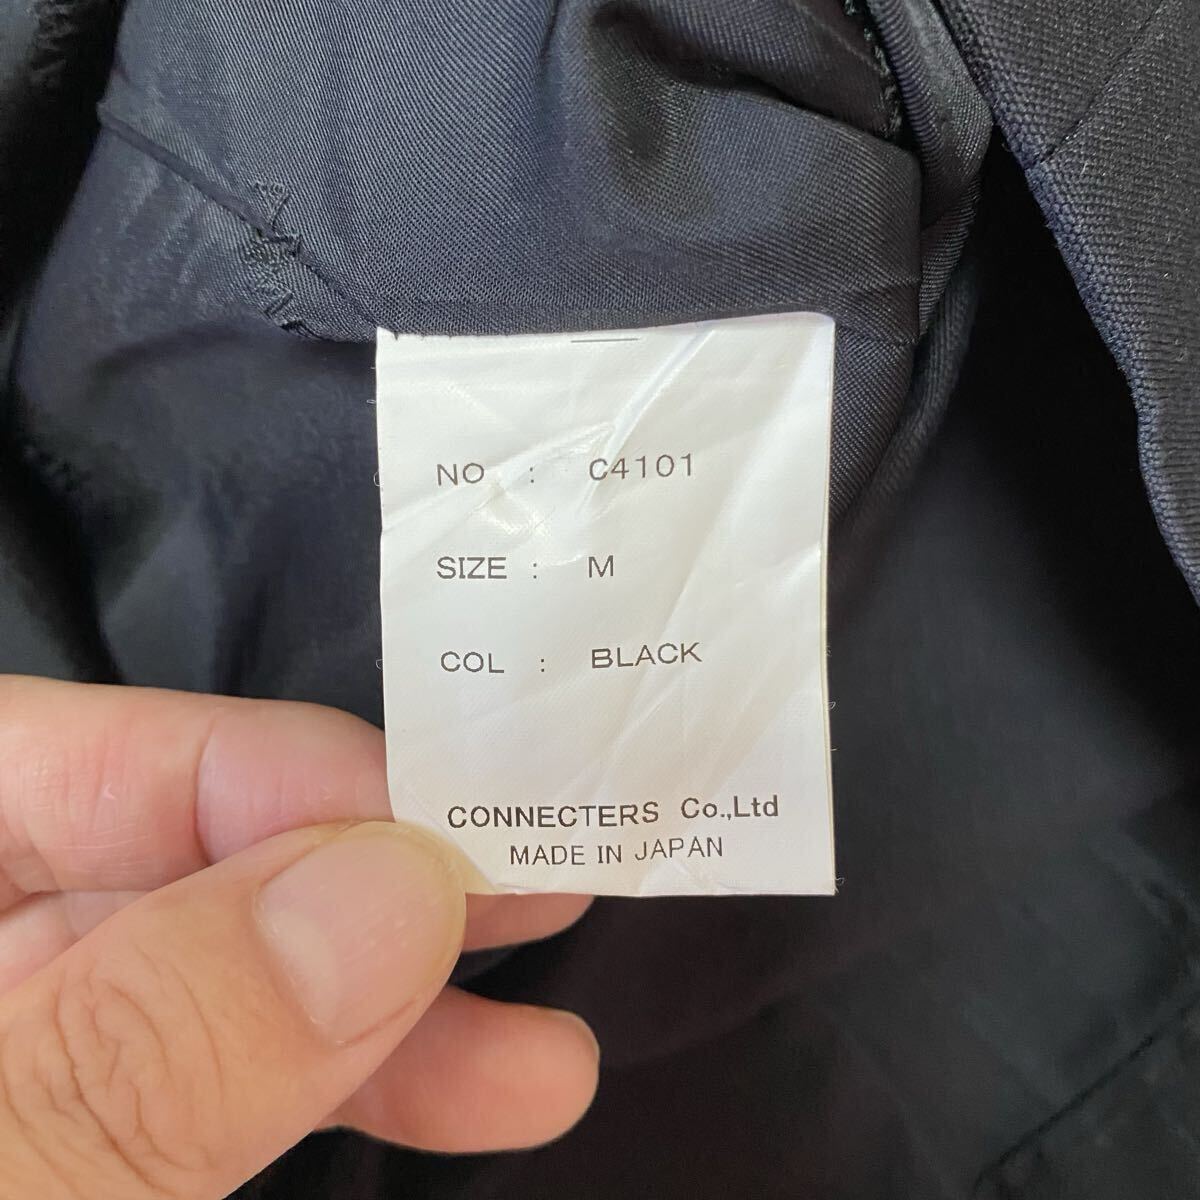 NO : C4101
SIZE : M
COL : BLACK
CONNECTERS Co.,Ltd
MADE IN JAPAN